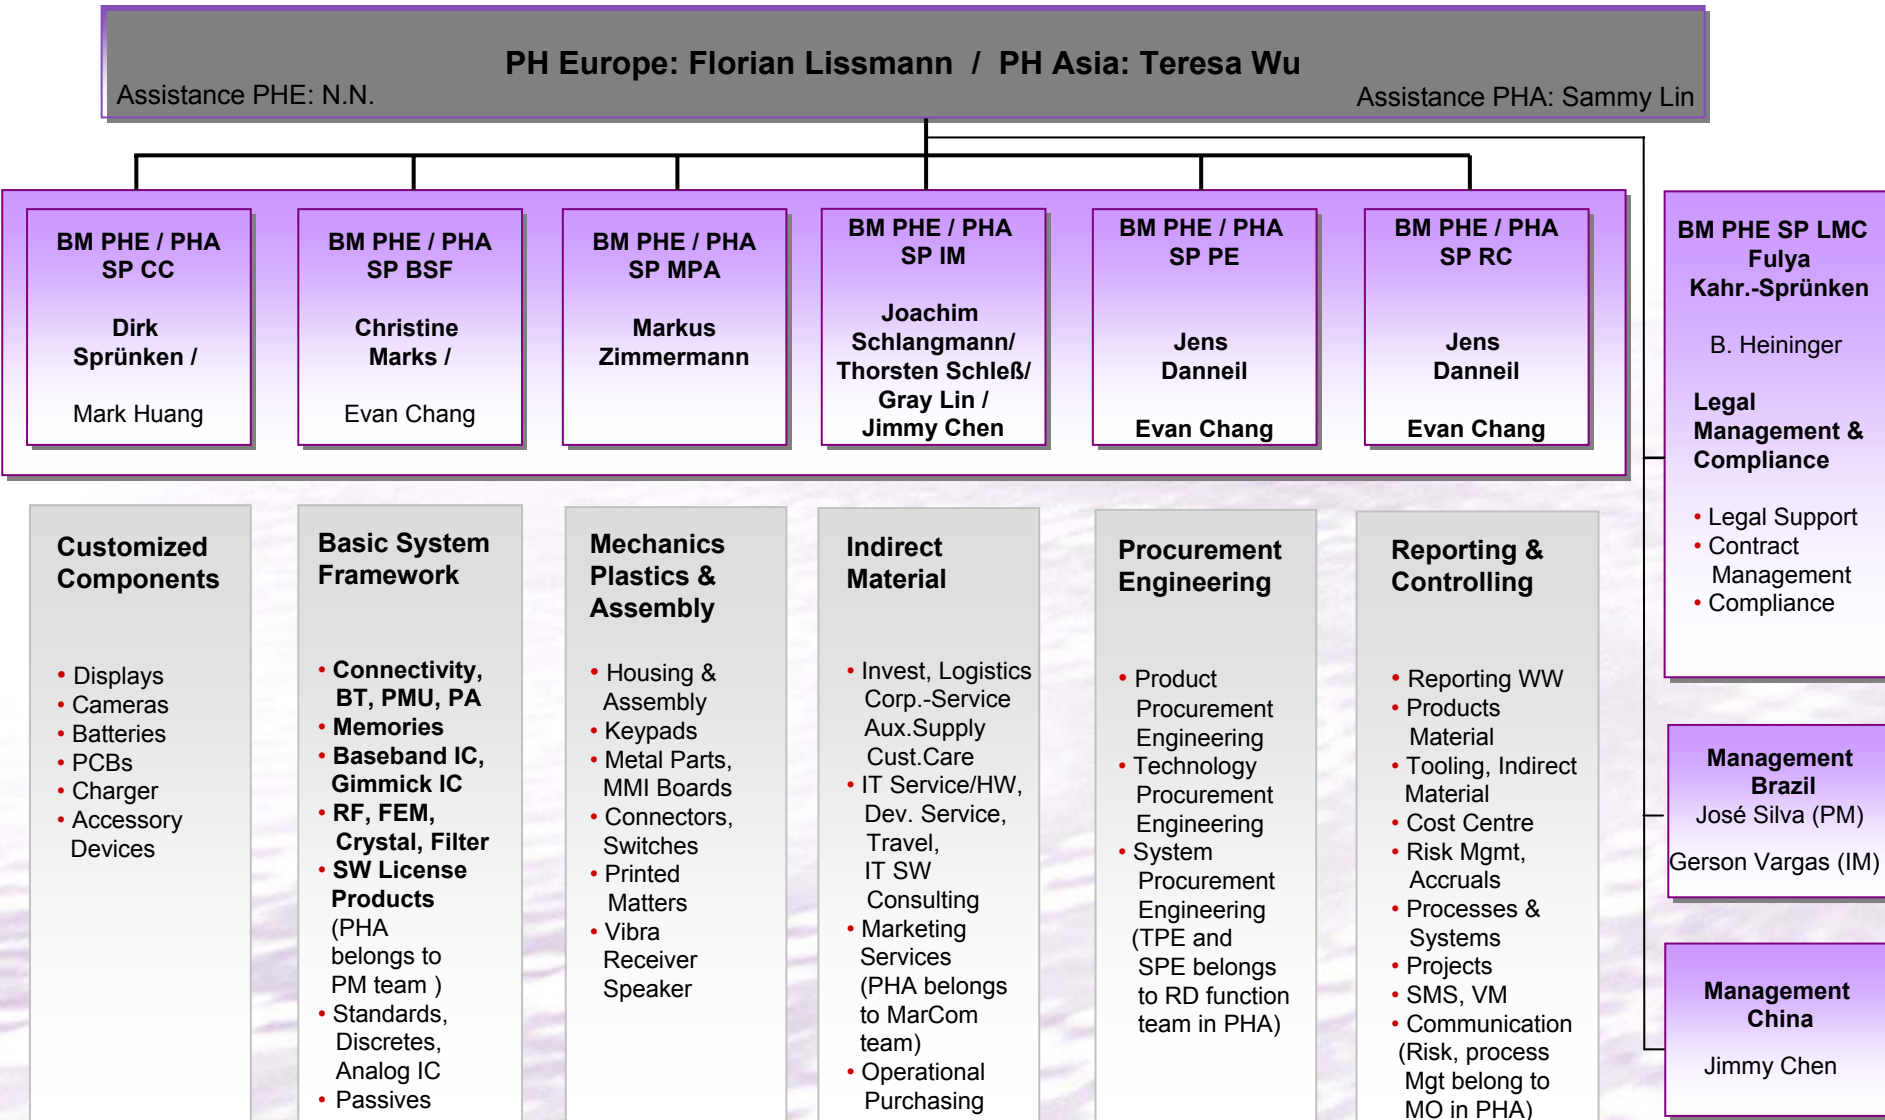 PH Europe: Florian Lissmann / PH Asia: Teresa Wu
Assistance PHE: N.N.
Assistance PHA: Sammy Lin
BM PHE / PHA
SP CC
Dirk
Sprünken /
Mark Huang
BM PHE / PHA
SP BSF
Christine
Marks /
Evan Chang
BM PHE / PHA
SP MPA
Markus
Zimmermann
BM PHE / PHA
SP IM
Joachim
Schlangmann/
Thorsten Schleß/
Gray Lin /
Jimmy Chen
BM PHE / PHA
SP PE
Jens
Danneil
Evan Chang
BM PHE / PHA
SP RC
Jens
Danneil
Evan Chang
BM PHE SP LMC
Fulya
Kahr.-Sprünken
B. Heininger
Legal
Management &
Compliance
• Legal Support
• Contract
Management
• Compliance
Customized
Components
• Displays
• Cameras
• Batteries
• PCBs
• Charger
• Accessory
Devices
Basic System
Framework
• Connectivity,
BT, PMU, PA
• Memories
• Baseband IC,
Gimmick IC
• RF, FEM,
Crystal, Filter
• SW License
Products
(PHA
belongs to
PM team )
• Standards,
Discretes,
Analog IC
• Passives
Mechanics
Plastics &
Assembly
• Housing &
Assembly
• Keypads
• Metal Parts,
MMI Boards
• Connectors,
Switches
• Printed
Matters
• Vibra
Receiver
Speaker
Indirect
Material
• Invest, Logistics
Corp.-Service
Aux.Supply
Cust.Care
• IT Service/HW,
Dev. Service,
Travel,
IT SW
Consulting
• Marketing
Services
(PHA belongs
to MarCom
team)
• Operational
Purchasing
Procurement
Engineering
• Product
Procurement
Engineering
• Technology
Procurement
Engineering
• System
Procurement
Engineering
(TPE and
SPE belongs
to RD function
team in PHA)
Reporting &
Controlling
• Reporting WW
• Products
Material
• Tooling, Indirect
Material
• Cost Centre
• Risk Mgmt,
Accruals
• Processes &
Systems
• Projects
• SMS, VM
• Communication
(Risk, process
Mgt belong to
MO in PHA)
Management
Brazil
José Silva (PM)
Gerson Vargas (IM)
Management
China
Jimmy Chen